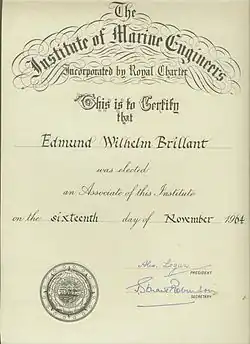 The
Institute of Marine Engineers
Incorporated by Royal Charter
This is to Certify
that
Edmund Wilhelm Brillant
was elected
an Associate of this Institute
on the sixteenth day of November 1964
PRESIDENT
SECRETARY